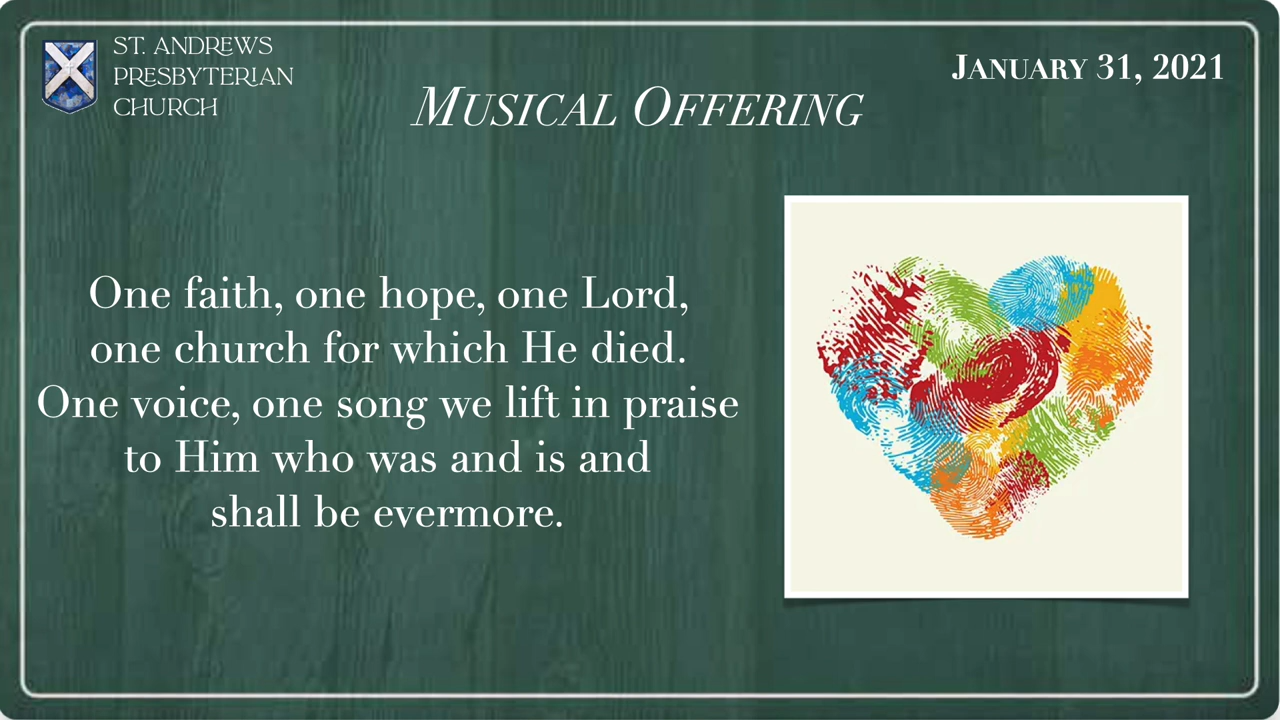 ST. ANDREWS
PRESBYTERIAN
CHURCH
JANUARY 31, 2021
MUSICAL OFFERING
One faith, one hope, one Lord,
one church for which He died.
One voice, one song we lift in praise
to Him who was and is and
shall be evermore.